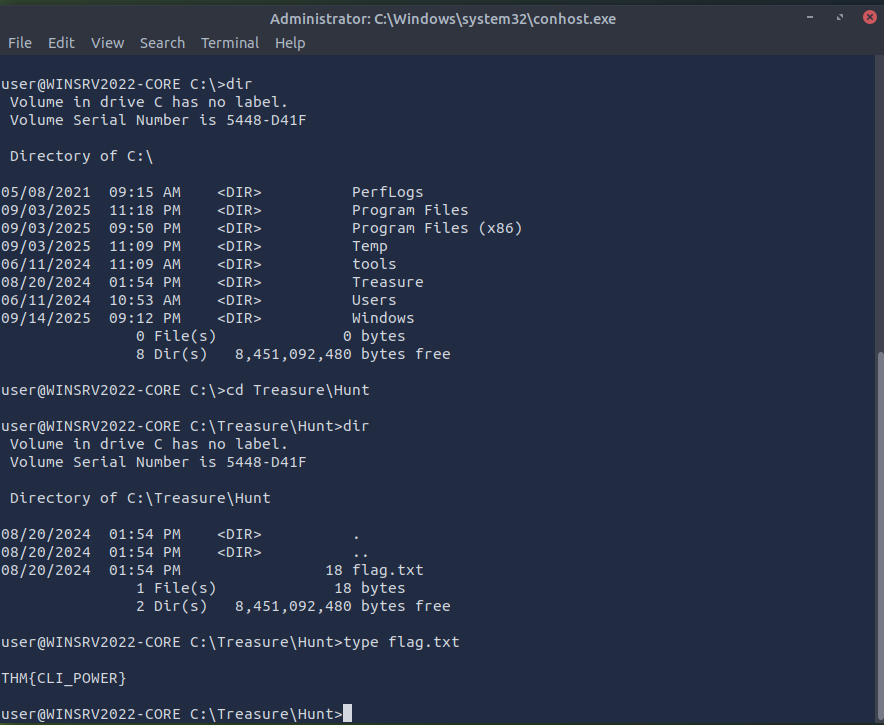 Administrator: C:\Windows\system32\conhost.exe
File Edit View Search Terminal Help
user@WINSRV2022-CORE C:\>dir
 Volume in drive C has no label.
 Volume Serial Number is 5448-D41F
 Directory of C:\
05/08/2021  09:15 AM    <DIR>          PerfLogs
09/03/2025  11:18 PM    <DIR>          Program Files
09/03/2025  09:50 PM    <DIR>          Program Files (x86)
09/03/2025  11:09 PM    <DIR>          Temp
06/11/2024  11:09 AM    <DIR>          tools
08/20/2024  01:54 PM    <DIR>          Treasure
06/11/2024  10:53 AM    <DIR>          Users
09/14/2025  09:12 PM    <DIR>          Windows
               0 File(s)              0 bytes
               8 Dir(s)   8,451,092,480 bytes free
user@WINSRV2022-CORE C:\>cd Treasure\Hunt
user@WINSRV2022-CORE C:\Treasure\Hunt>dir
 Volume in drive C has no label.
 Volume Serial Number is 5448-D41F
 Directory of C:\Treasure\Hunt
08/20/2024  01:54 PM    <DIR>          .
08/20/2024  01:54 PM    <DIR>          ..
08/20/2024  01:54 PM                18 flag.txt
               1 File(s)             18 bytes
               2 Dir(s)   8,451,092,480 bytes free
user@WINSRV2022-CORE C:\Treasure\Hunt>type flag.txt
THM{CLI_POWER}
user@WINSRV2022-CORE C:\Treasure\Hunt>